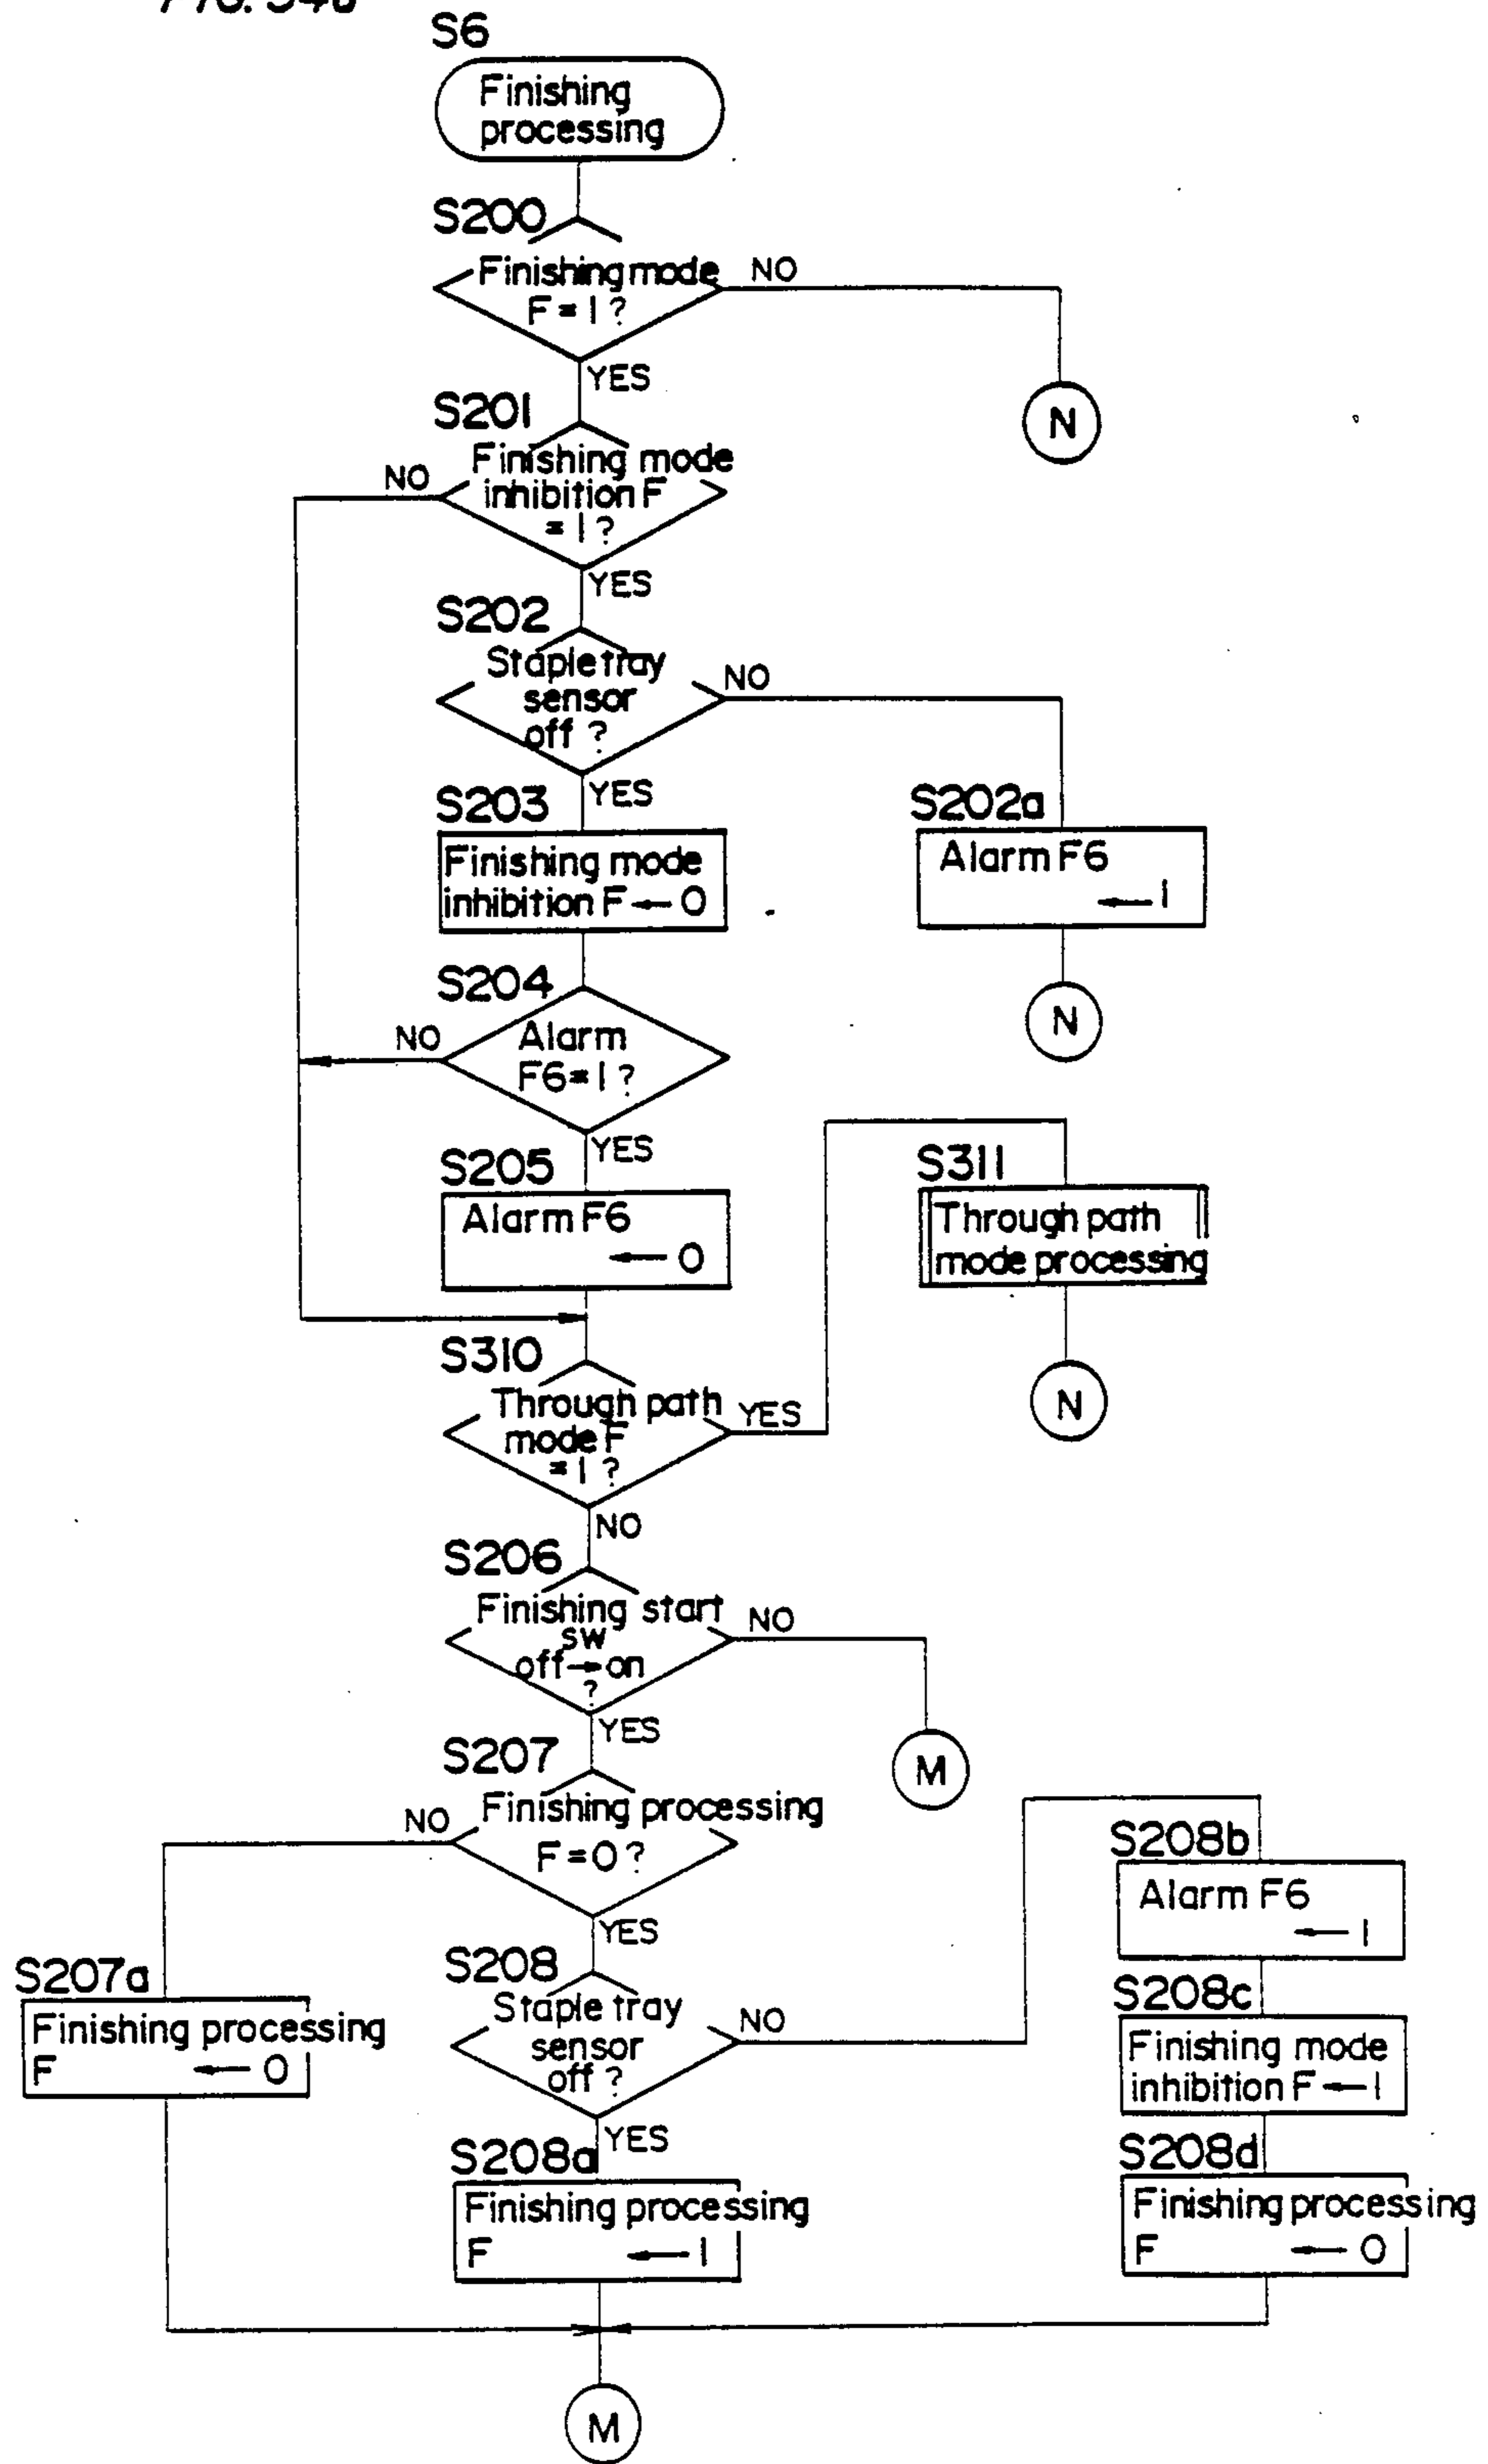 S6
Finishing
processing
S200
Finishing mode
F=1?
NO
YES
N
S201
Finishing mode
inhibition F
=1?
NO
YES
S202
Staple tray
sensor
off?
NO
YES
S203
Finishing mode
inhibition F←0
S202a
Alarm F6
←1
N
S204
Alarm
F6=1?
NO
YES
S205
Alarm F6
←0
S311
Through path
mode processing
N
S310
Through path
mode F
=1?
YES
NO
S206
Finishing start
SW
off→on
?
NO
YES
M
S207
Finishing processing
F=0?
NO
YES
S207a
Finishing processing
F ←0
S208
Staple tray
sensor
off?
NO
YES
S208b
Alarm F6
←1
S208c
Finishing mode
inhibition F←1
S208d
Finishing processing
F ←0
S208a
Finishing processing
F ←1
M